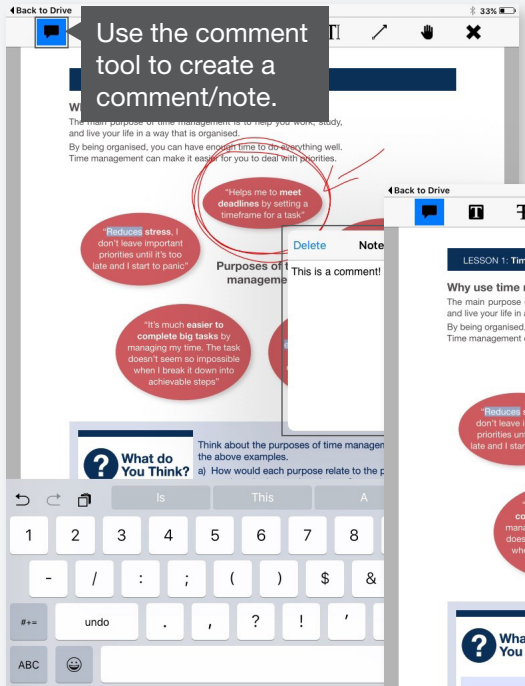 Back to Drive
33%
Use the comment
tool to create a
comment/note.
The main purpose of time management is to help you work, study,
and live your life in a way that is organised.
By being organised, you can have enough time to do everything well.
Time management can make it easier for you to deal with priorities.
"Helps me to meet
deadlines by setting a
timeframe for a task"
"Reduces stress, I
don't leave important
priorities until it's too
late and I start to panic"
Purposes of
manageme
Delete Note
This is a comment!
"It's much easier to
complete big tasks by
managing my time. The task
doesn't seem so impossible
when I break it down into
achievable steps"
? What do
You Think?
Think about the purposes of time managem
the above examples.
a) How would each purpose relate to the p
Is This A
1 2 3 4 5 6 7 8
- / : ; ( ) $ &
#+= undo . , ? ! '
ABC
Back to Drive
T
LESSON 1: Tim
Why use time
The main purpose
and live your life in a
By being organised,
Time management
"Reduces
don't leave i
priorities unt
late and I star
co
mana
does
whe
? Wha
You